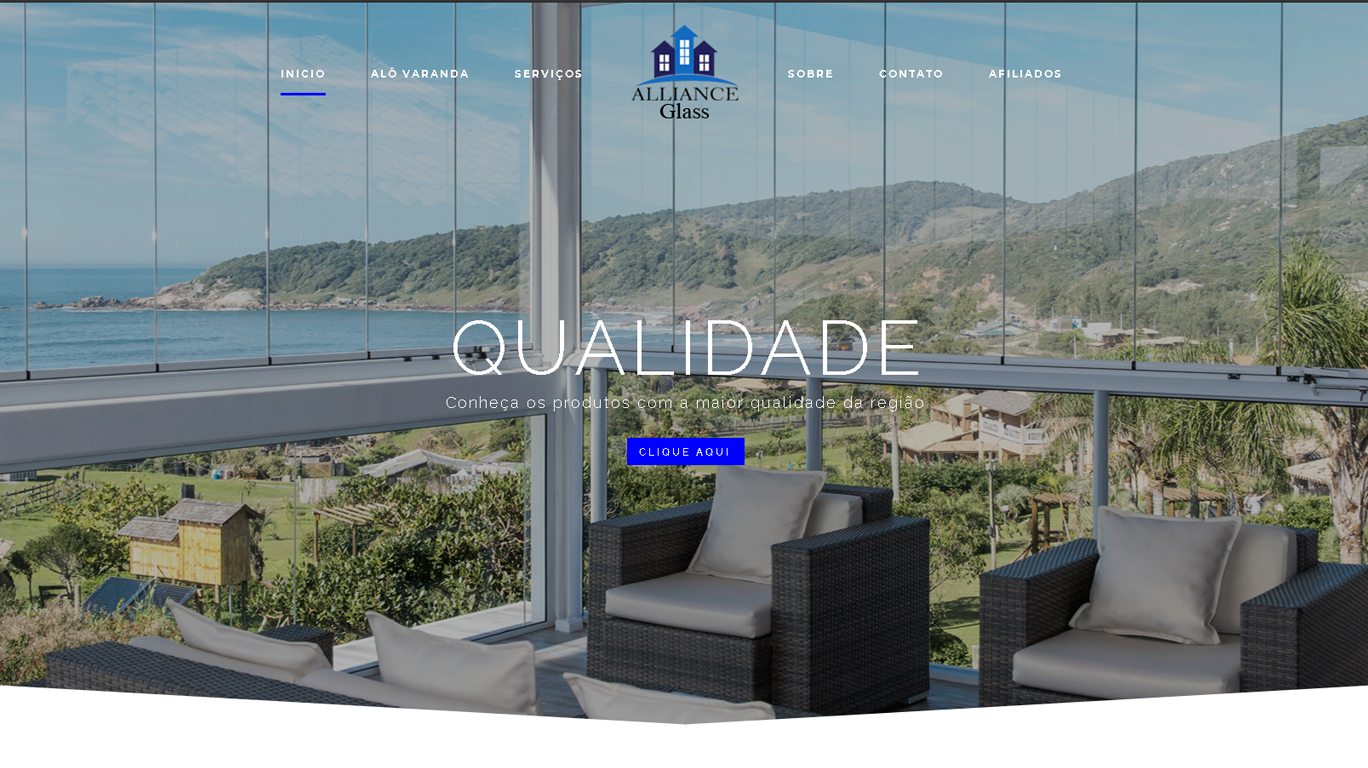 INICIO
ALÔ VARANDA
SERVIÇOS
ALLIANCE
Glass
SOBRE
CONTATO
AFILIADOS
QUALIDADE
Conheça os produtos com a maior qualidade da região
CLIQUE AQUI